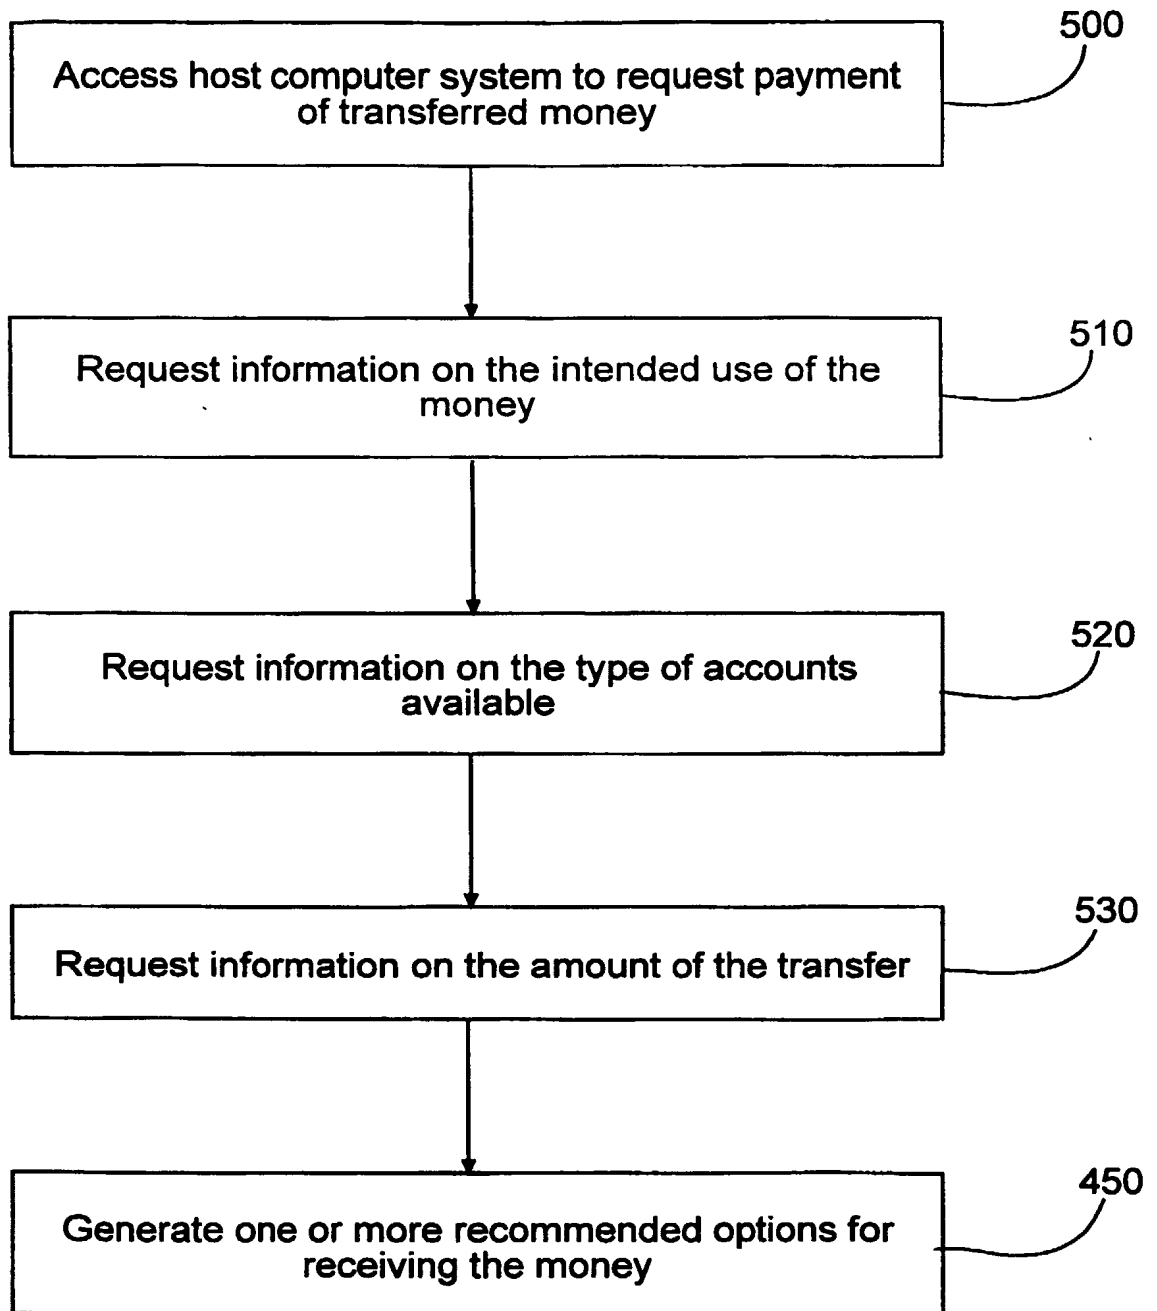 500
Access host computer system to request payment
of transferred money
510
Request information on the intended use of the
money
520
Request information on the type of accounts
available
530
Request information on the amount of the transfer
450
Generate one or more recommended options for
receiving the money